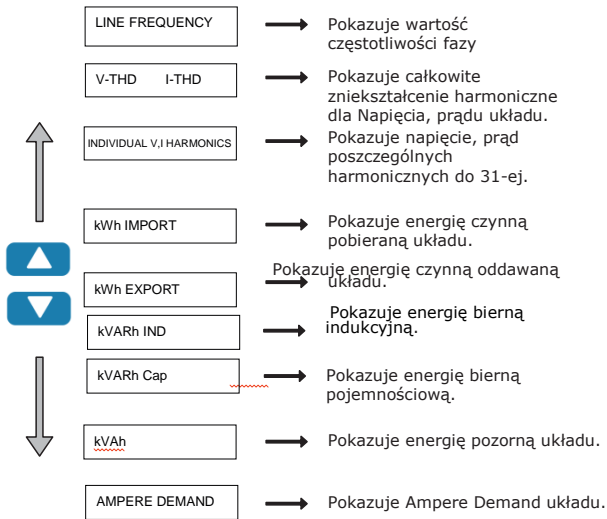 LINE FREQUENCY
Pokazuje wartość
częstotliwości fazy
V-THD I-THD
Pokazuje całkowite
zniekształcenie harmoniczne
dla Napięcia, prądu układu.
INDIVIDUAL V,I HARMONICS
Pokazuje napięcie, prąd
poszczególnych
harmonicznych do 31-ej.
kWh IMPORT
Pokazuje energię czynną
pobieraną układu.
kWh EXPORT
Pokazuje energię czynną oddawaną
układu.
kVARh IND
Pokazuje energię bierną
indukcyjną.
kVARh Cap
Pokazuje energię bierną
pojemnościową.
kVAh
Pokazuje energię pozorną układu.
AMPERE DEMAND
Pokazuje Ampere Demand układu.